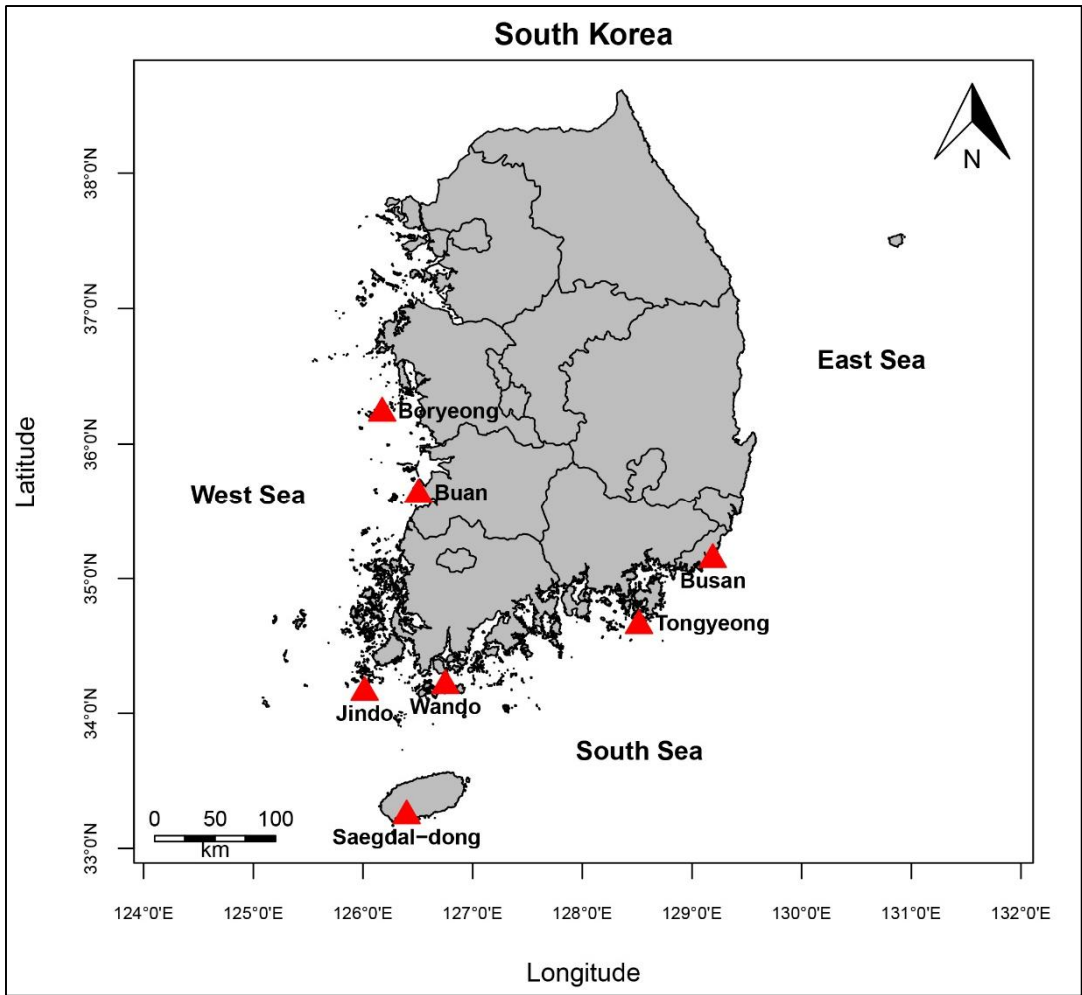 South Korea
N
38°0'N
37°0'N
36°0'N
35°0'N
34°0'N
33°0'N
Latitude
East Sea
Boryeong
West Sea
Buan
Busan
Tongyeong
Jindo
Wando
South Sea
Saegdal-dong
0 50 100
km
124°0'E 125°0'E 126°0'E 127°0'E 128°0'E 129°0'E 130°0'E 131°0'E 132°0'E
Longitude